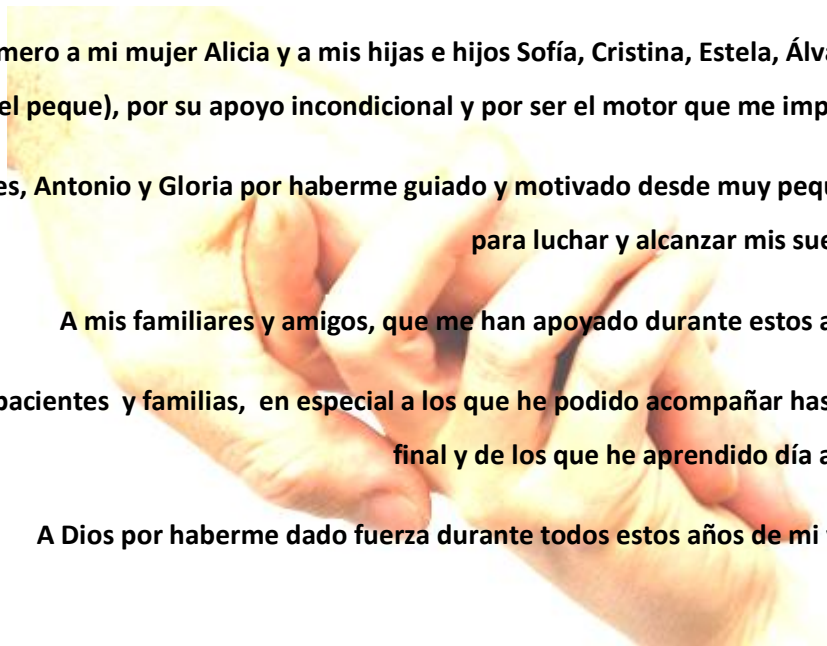 mero a mi mujer Alicia y a mis hijas e hijos Sofía, Cristina, Estela, Álva
el peque), por su apoyo incondicional y por ser el motor que me imp
es, Antonio y Gloria por haberme guiado y motivado desde muy pequ
para luchar y alcanzar mis sue
A mis familiares y amigos, que me han apoyado durante estos a
pacientes y familias, en especial a los que he podido acompañar has
final y de los que he aprendido día a
A Dios por haberme dado fuerza durante todos estos años de mi